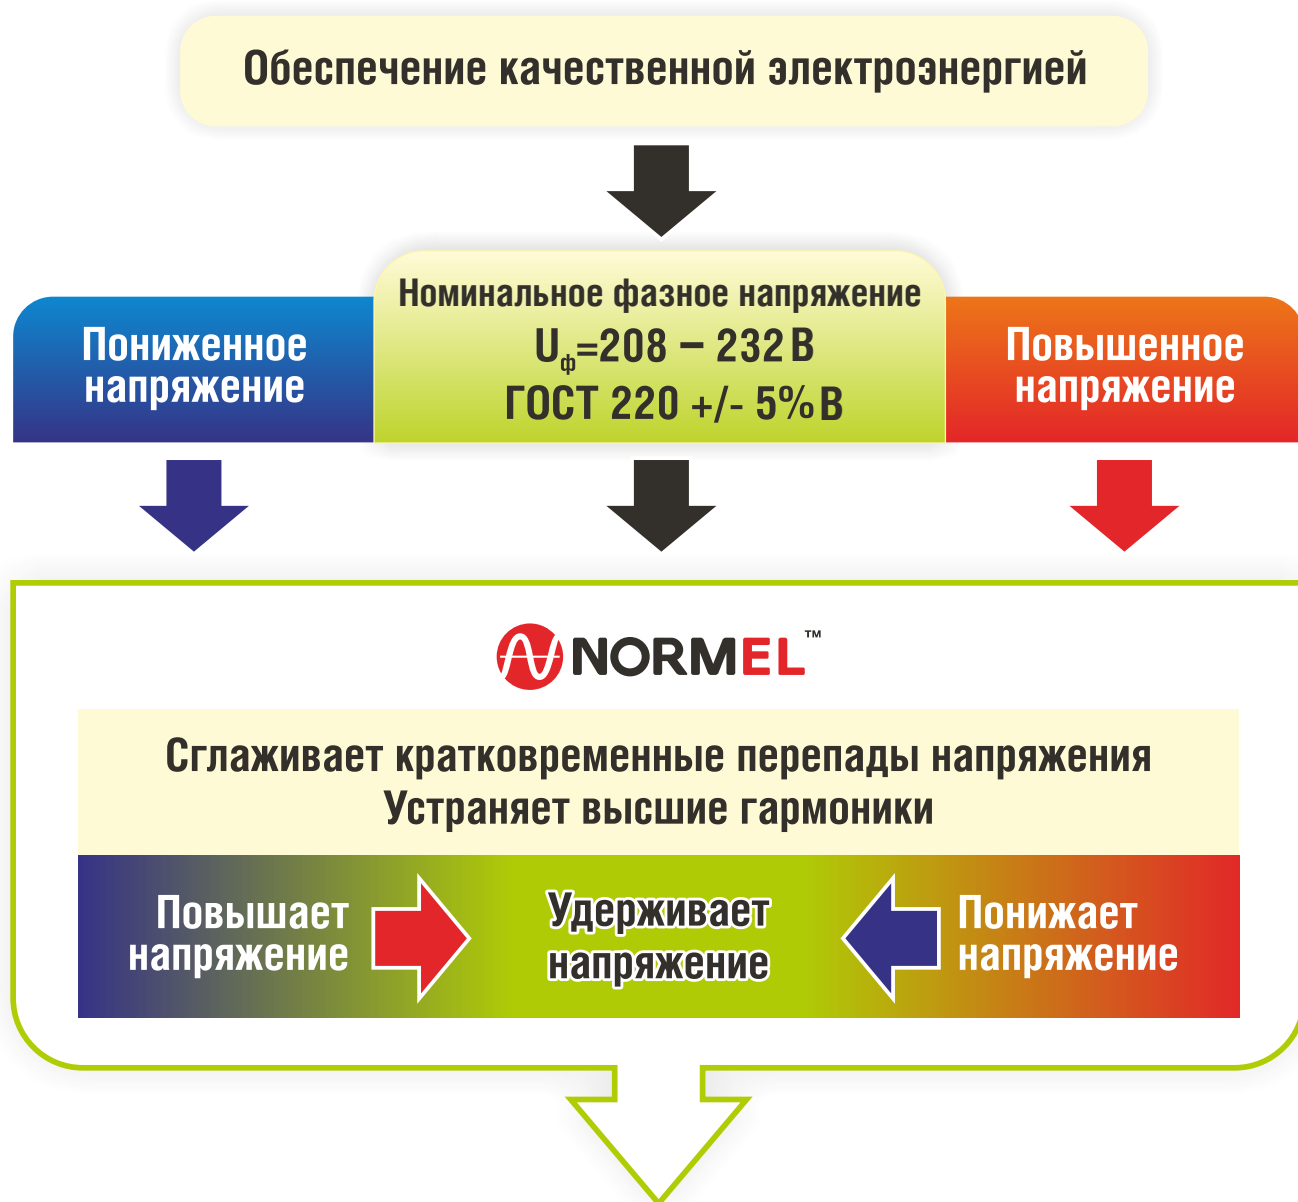 Обеспечение качественной электроэнергией
Номинальное фазное напряжение
Uф=208 – 232 В
ГОСТ 220 +/- 5% В
Пониженное
напряжение
Повышенное
напряжение
NORMEL™
Сглаживает кратковременные перепады напряжения
Устраняет высшие гармоники
Повышает
напряжение
Удерживает
напряжение
Понижает
напряжение